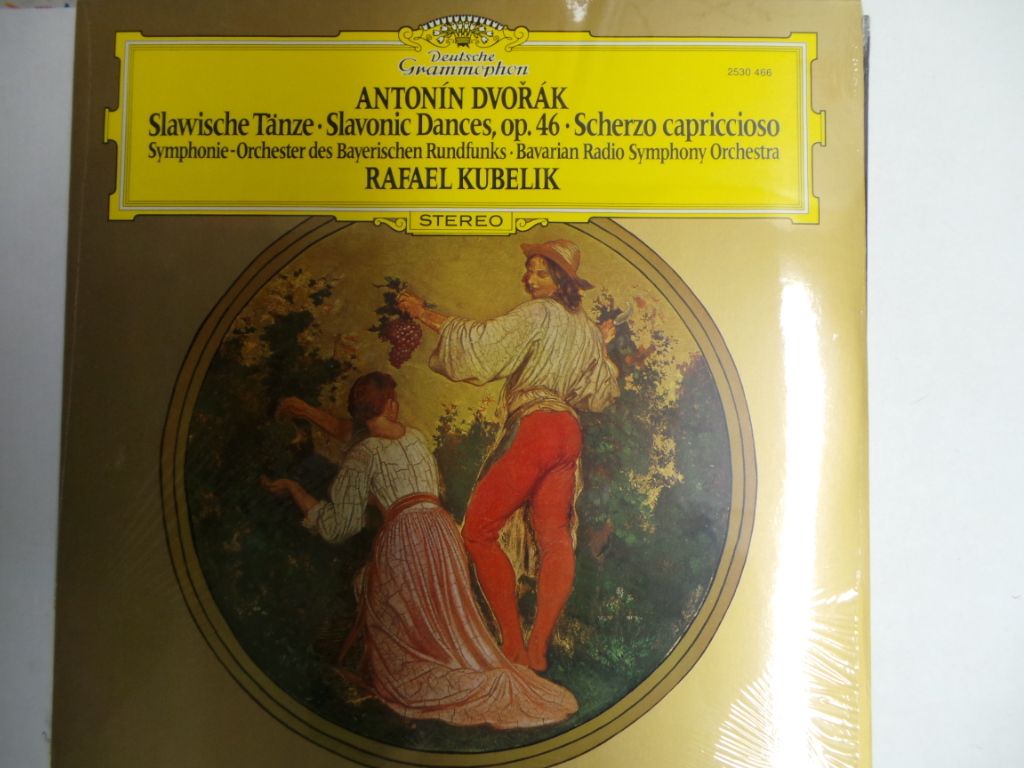 Deutsche
Grammophon
2530 466
ANTONÍN DVOŘÁK
Slawische Tänze · Slavonic Dances, op. 46 · Scherzo capriccioso
Symphonie-Orchester des Bayerischen Rundfunks · Bavarian Radio Symphony Orchestra
RAFAEL KUBELIK
STEREO